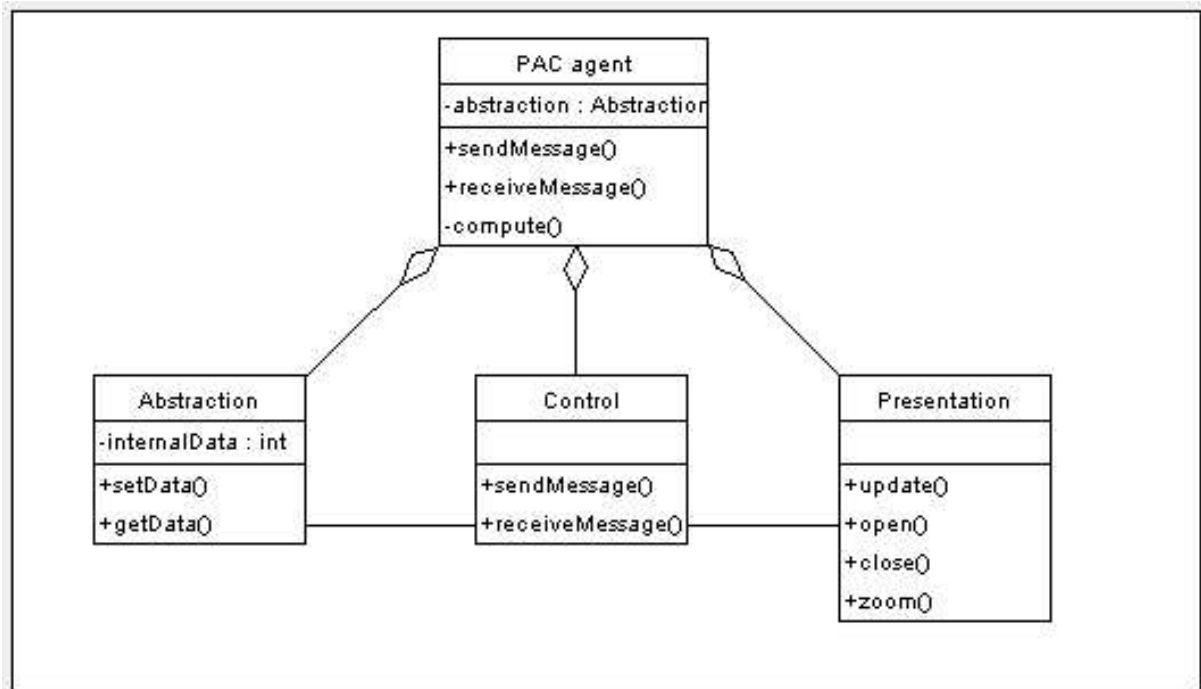 PAC agent
-abstraction : Abstraction
+sendMessage()
+receiveMessage()
-compute()
Abstraction
-internalData : int
+setData()
+getData()
Control
+sendMessage()
+receiveMessage()
Presentation
+update()
+open()
+close()
+zoom()